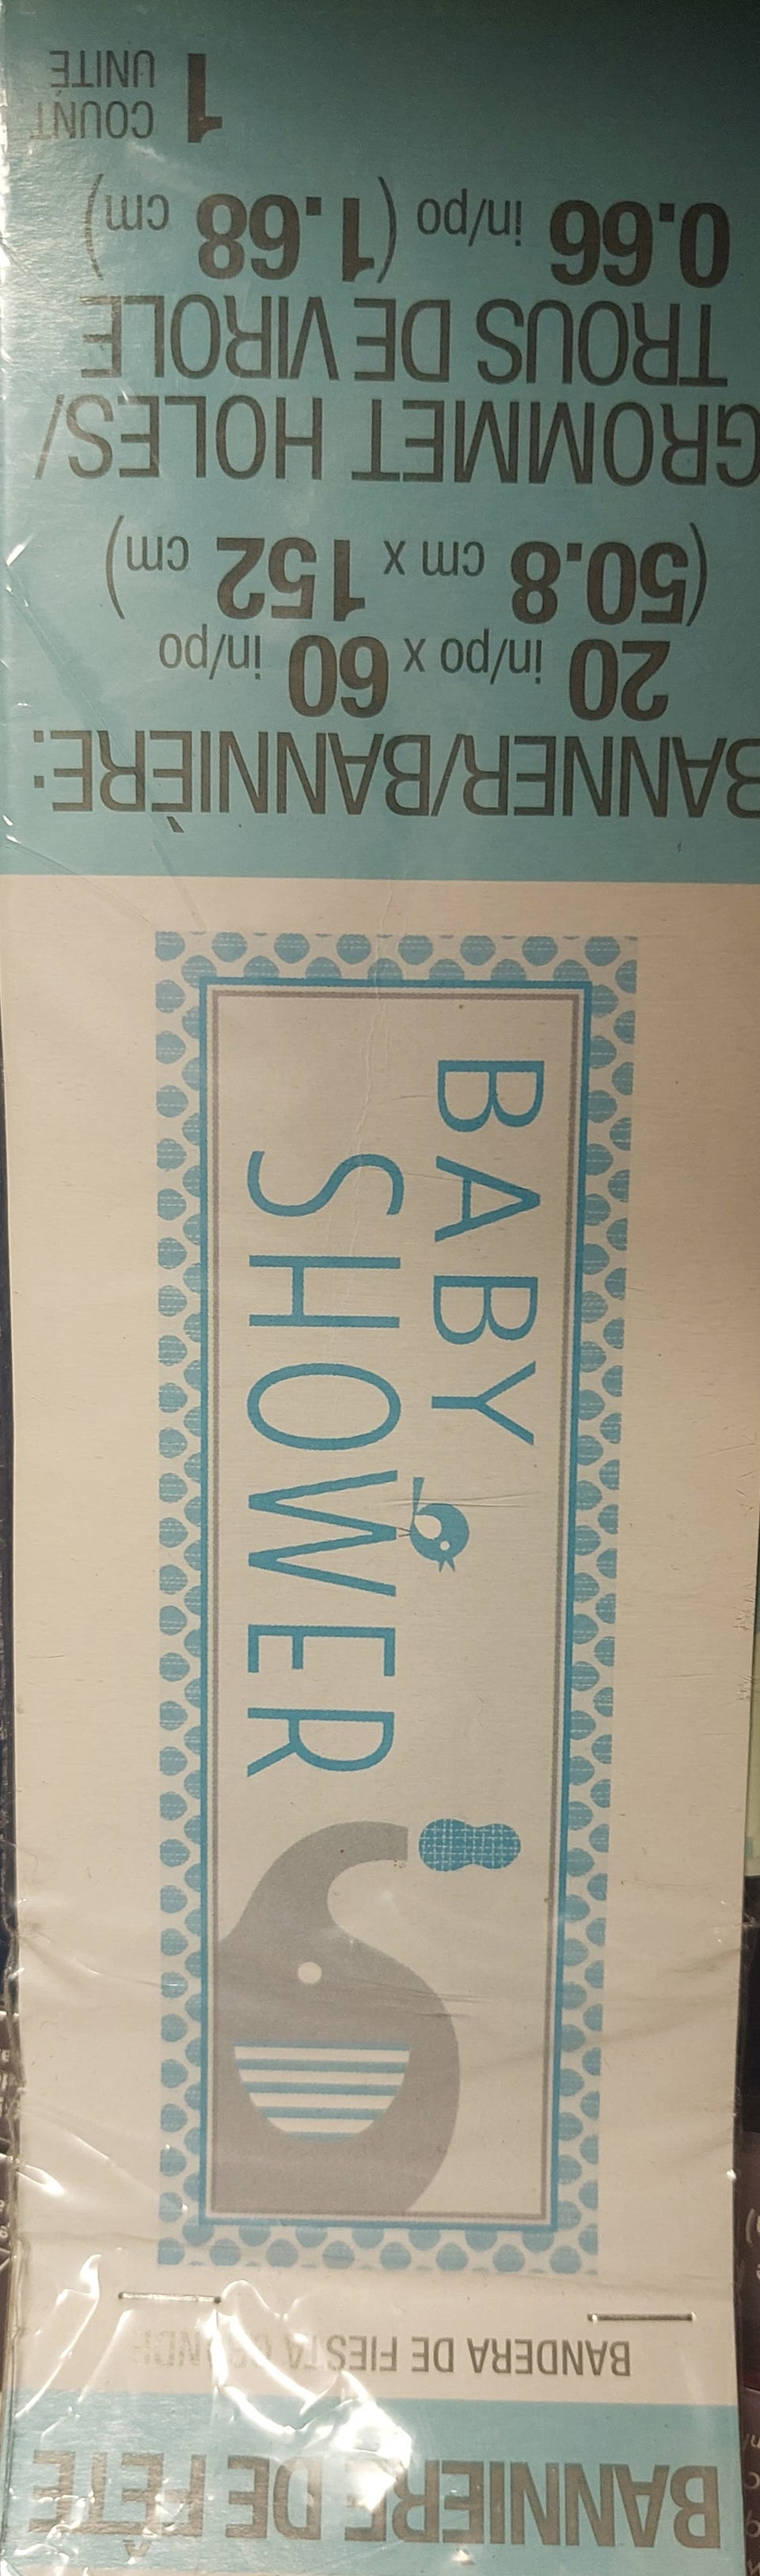 BANNIÈRE DE FÊTE
BANDERA DE FIESTA GRANDE
BABY
SHOWER
BANNER/BANNIÈRE:
20 in/po x 60 in/po
(50.8 cm x 152 cm)
GROMMET HOLES/
TROUS DE VIROLE
0.66 in/po (1.68 cm)
1 COUNT
UNITÉ